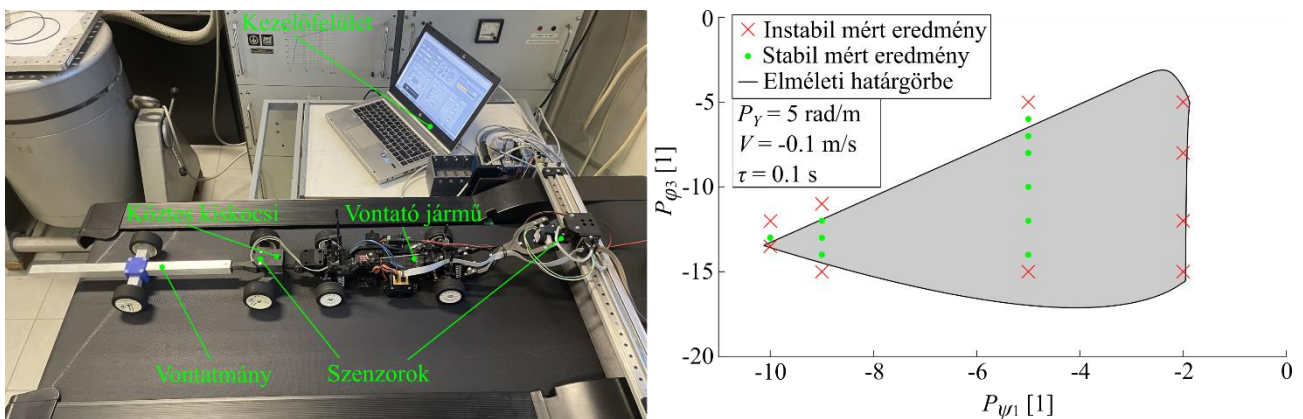 Kezelőfelület
Köztes kiskocsi
Vontató jármű
Vontatmány
Szenzorok
Instabil mért eredmény
Stabil mért eredmény
Elméleti határgörbe
P_Y = 5 rad/m
V = -0.1 m/s
τ = 0.1 s
P_φ3 [1]
0
-5
-10
-15
-20
-10
-8
-6
-4
-2
0
P_ψ1 [1]